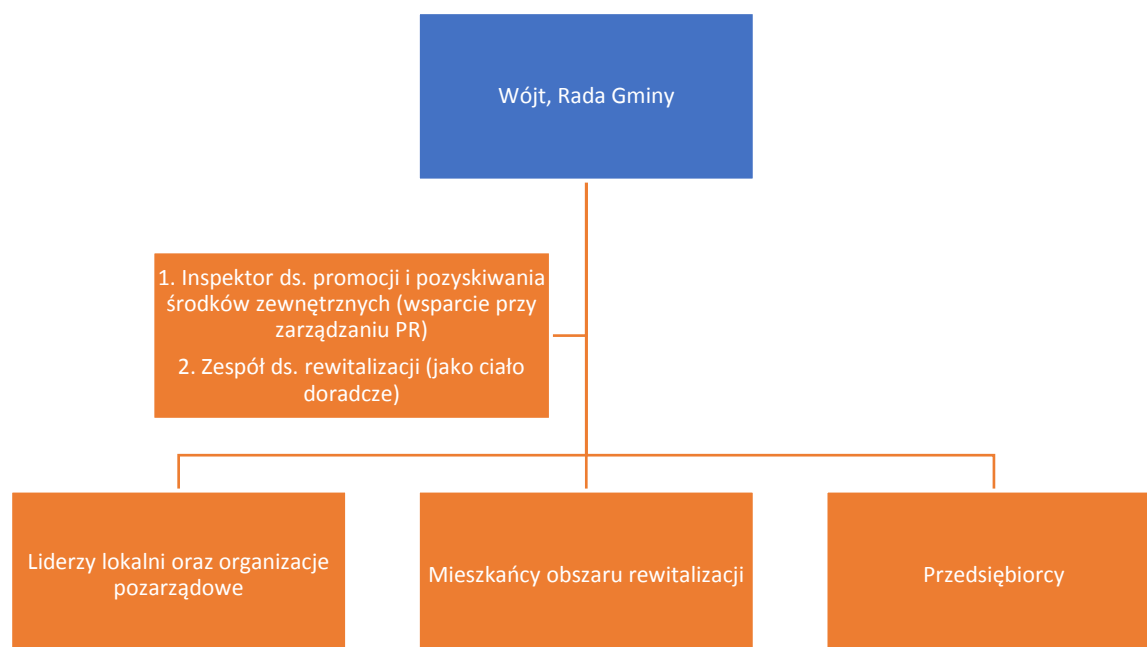 Wójt, Rada Gminy
1. Inspektor ds. promocji i pozyskiwania
środków zewnętrznych (wsparcie przy
zarządzaniu PR)
2. Zespół ds. rewitalizacji (jako ciało
doradcze)
Liderzy lokalni oraz organizacje
pozarządowe
Mieszkańcy obszaru rewitalizacji
Przedsiębiorcy